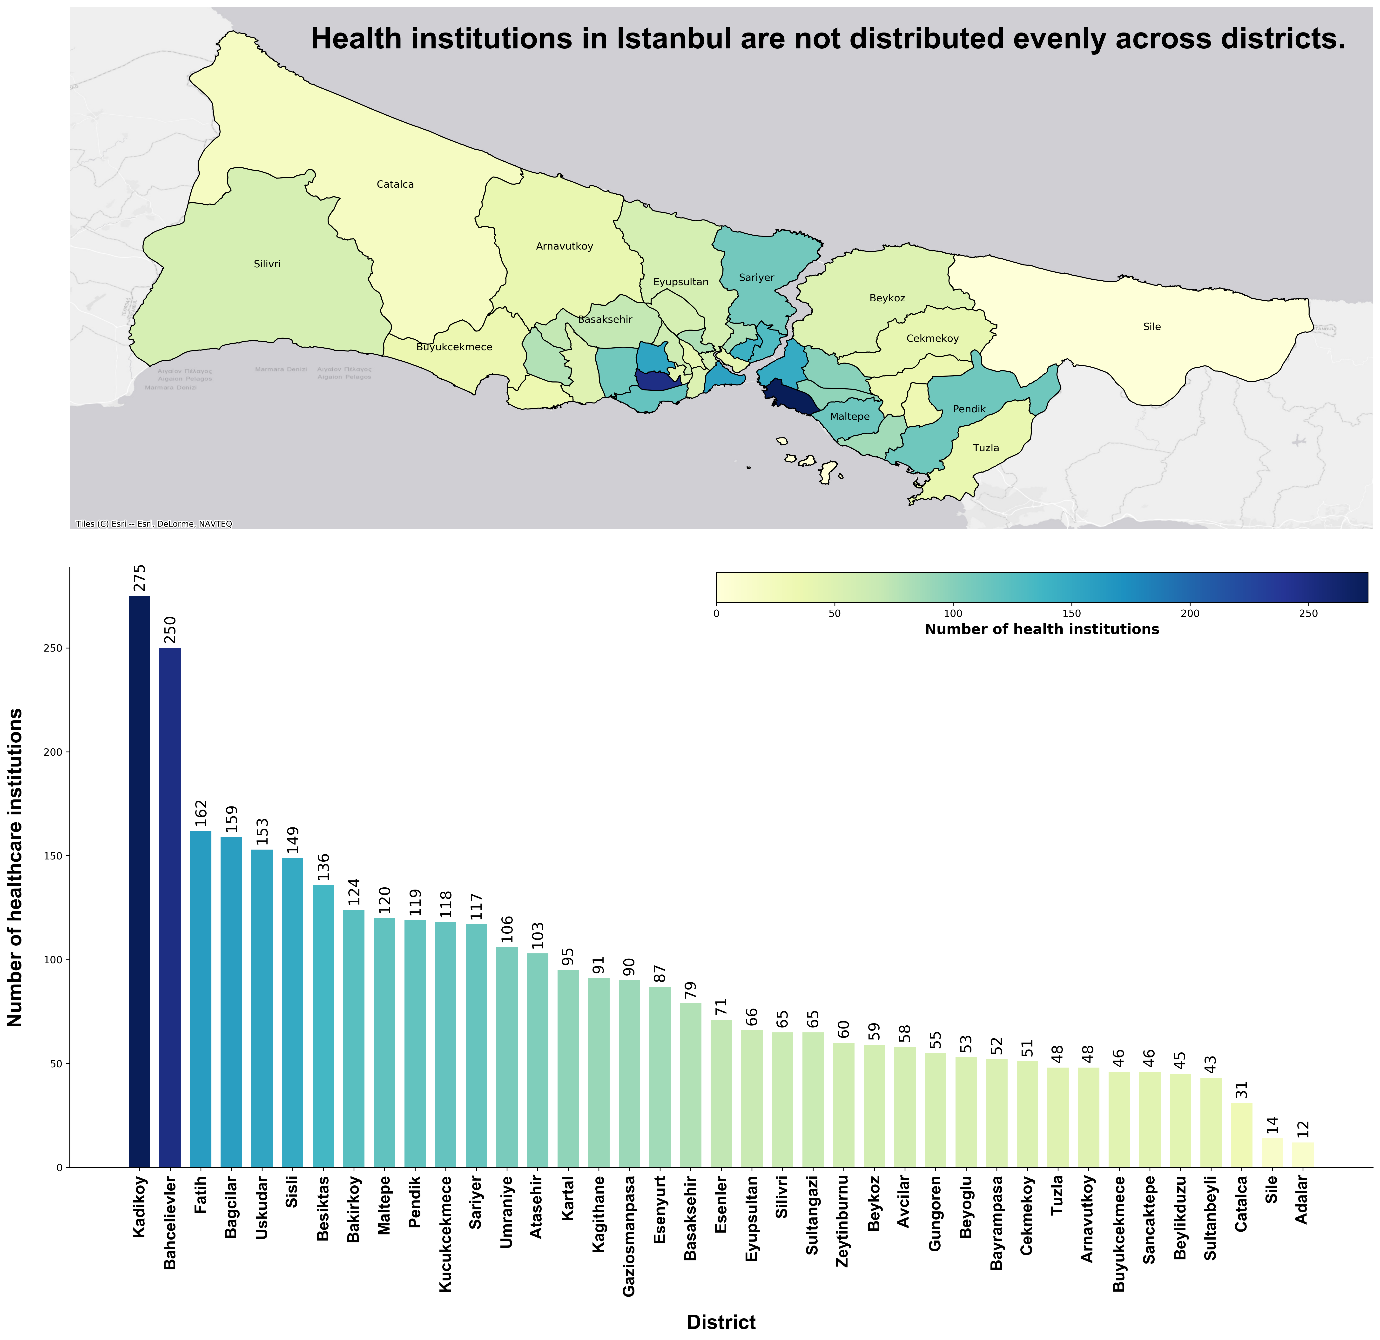 Health institutions in Istanbul are not distributed evenly across districts.
Catalca
Arnavutkoy
Silivri
Eyupsultan
Sariyer
Beykoz
Basaksehir
Sile
Cekmekoy
Buyukcekmece
Pendik
Maltepe
Tuzla
Tiles (C) Esri -- Esri, DeLorme, NAVTEQ
0 50 100 150 200 250
Number of health institutions
Number of healthcare institutions
250
200
150
100
50
0
275 250 162 159 153 149 136 124 120 119 118 117 106 103 95 91 90 87 79 71 66 65 65 60 59 58 55 53 52 51 48 48 46 46 45 43 31 14 12
Kadikoy
Bahcelievler
Fatih
Bagcilar
Uskudar
Sisli
Besiktas
Bakirkoy
Maltepe
Pendik
Kucukcekmece
Sariyer
Umraniye
Atasehir
Kartal
Kagithane
Gaziosmanpasa
Esenyurt
Basaksehir
Esenler
Eyupsultan
Silivri
Sultangazi
Zeytinburnu
Beykoz
Avcilar
Gungoren
Beyoglu
Bayrampasa
Cekmekoy
Tuzla
Arnavutkoy
Buyukcekmece
Sancaktepe
Beylikduzu
Sultanbeyli
Catalca
Sile
Adalar
District